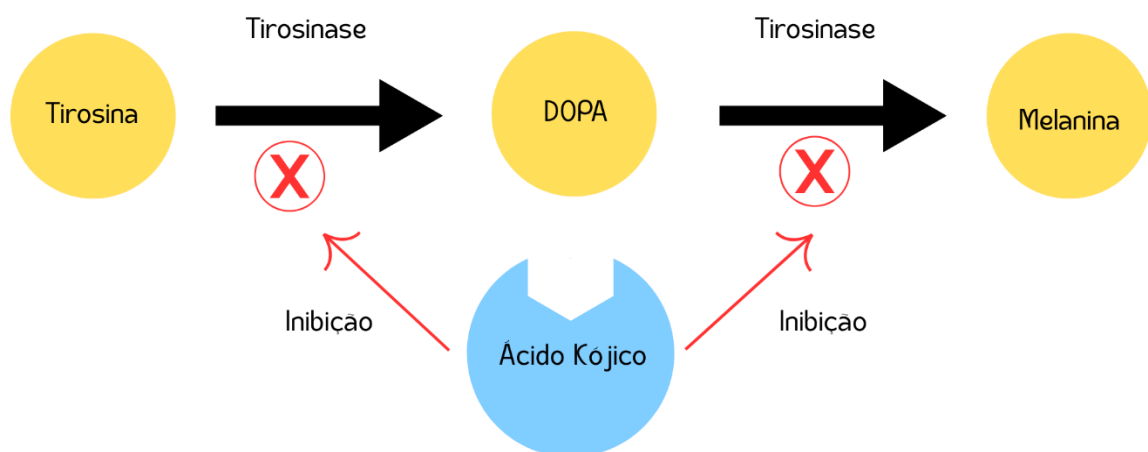 Tirosinase
Tirosinase
Tirosina
DOPA
Melanina
X
X
Inibição
Inibição
Ácido Kójico